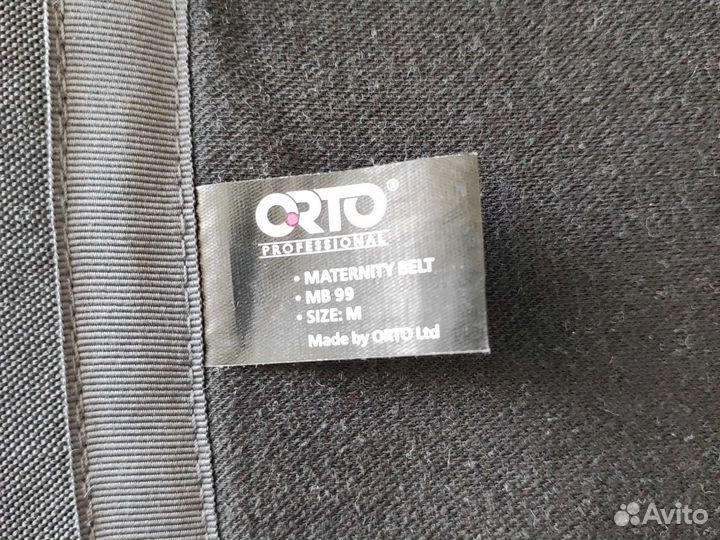 ORTO®
PROFESSIONAL
• MATERNITY BELT
• MB 99
• SIZE: M
Made by ORTO Ltd
Avito